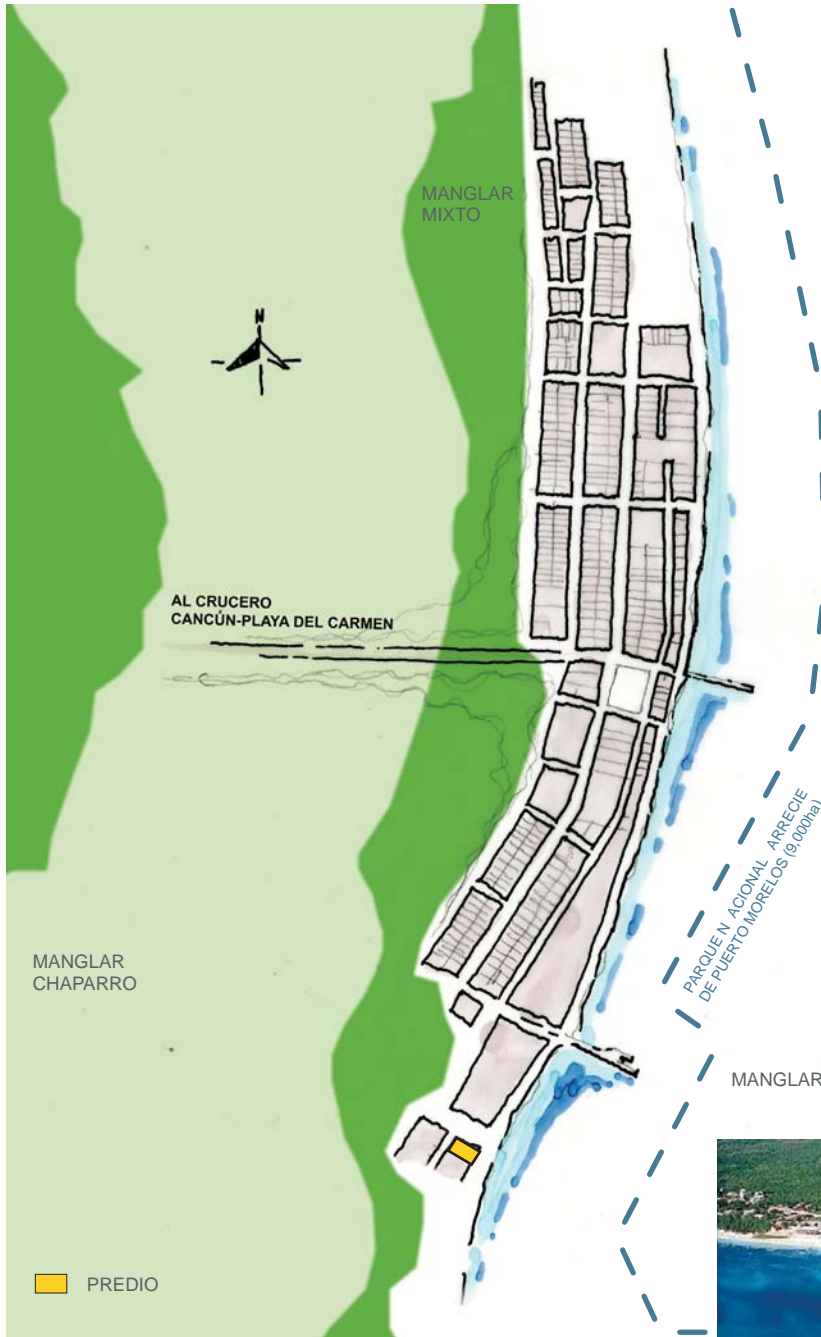 MANGLAR
MIXTO
N
AL CRUCERO
CANCÚN-PLAYA DEL CARMEN
PARQUE N ACIONAL ARRECIE
DE PUERTO MORELOS (9,000ha)
MANGLAR
CHAPARRO
MANGLAR
PREDIO